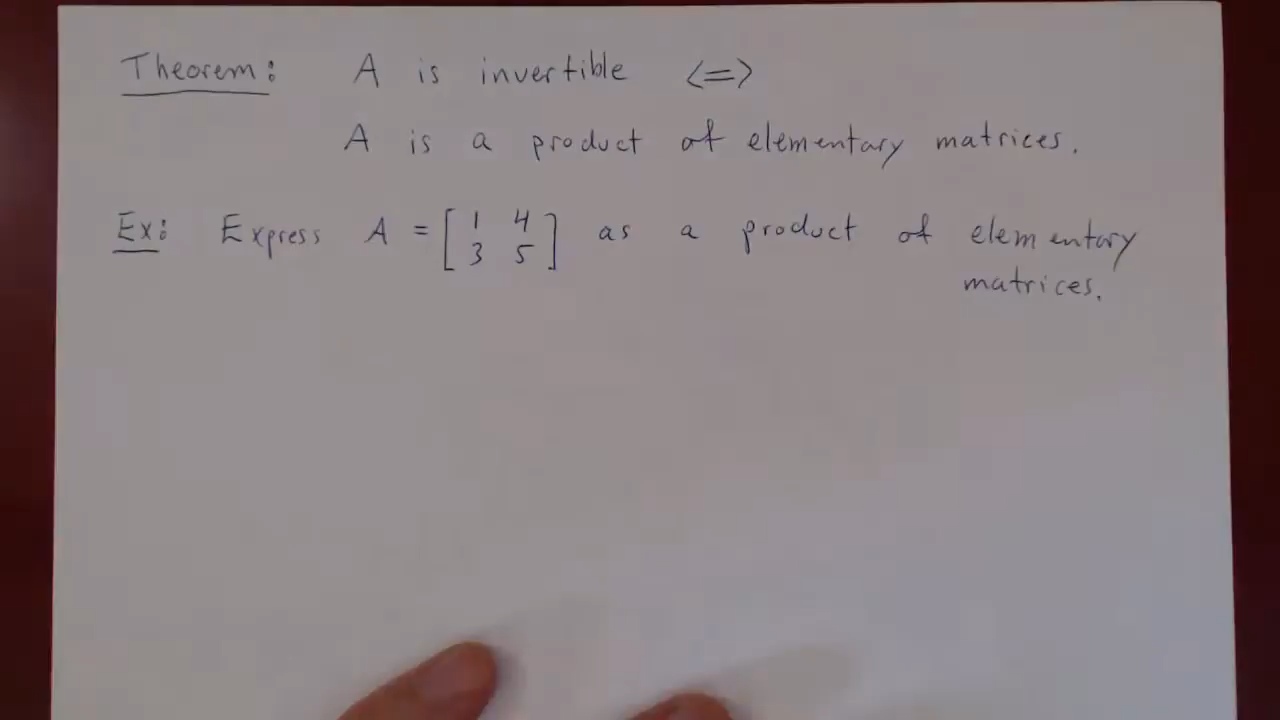 Theorem: A is invertible <=>
A is a product of elementary matrices.
Ex: Express A = [1 4
3 5] as a product of elementary
matrices.